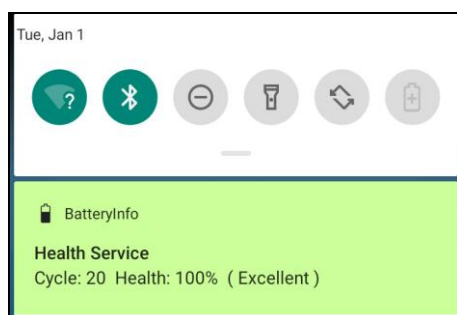 Tue, Jan 1
?
BatteryInfo
Health Service
Cycle: 20 Health: 100% ( Excellent )